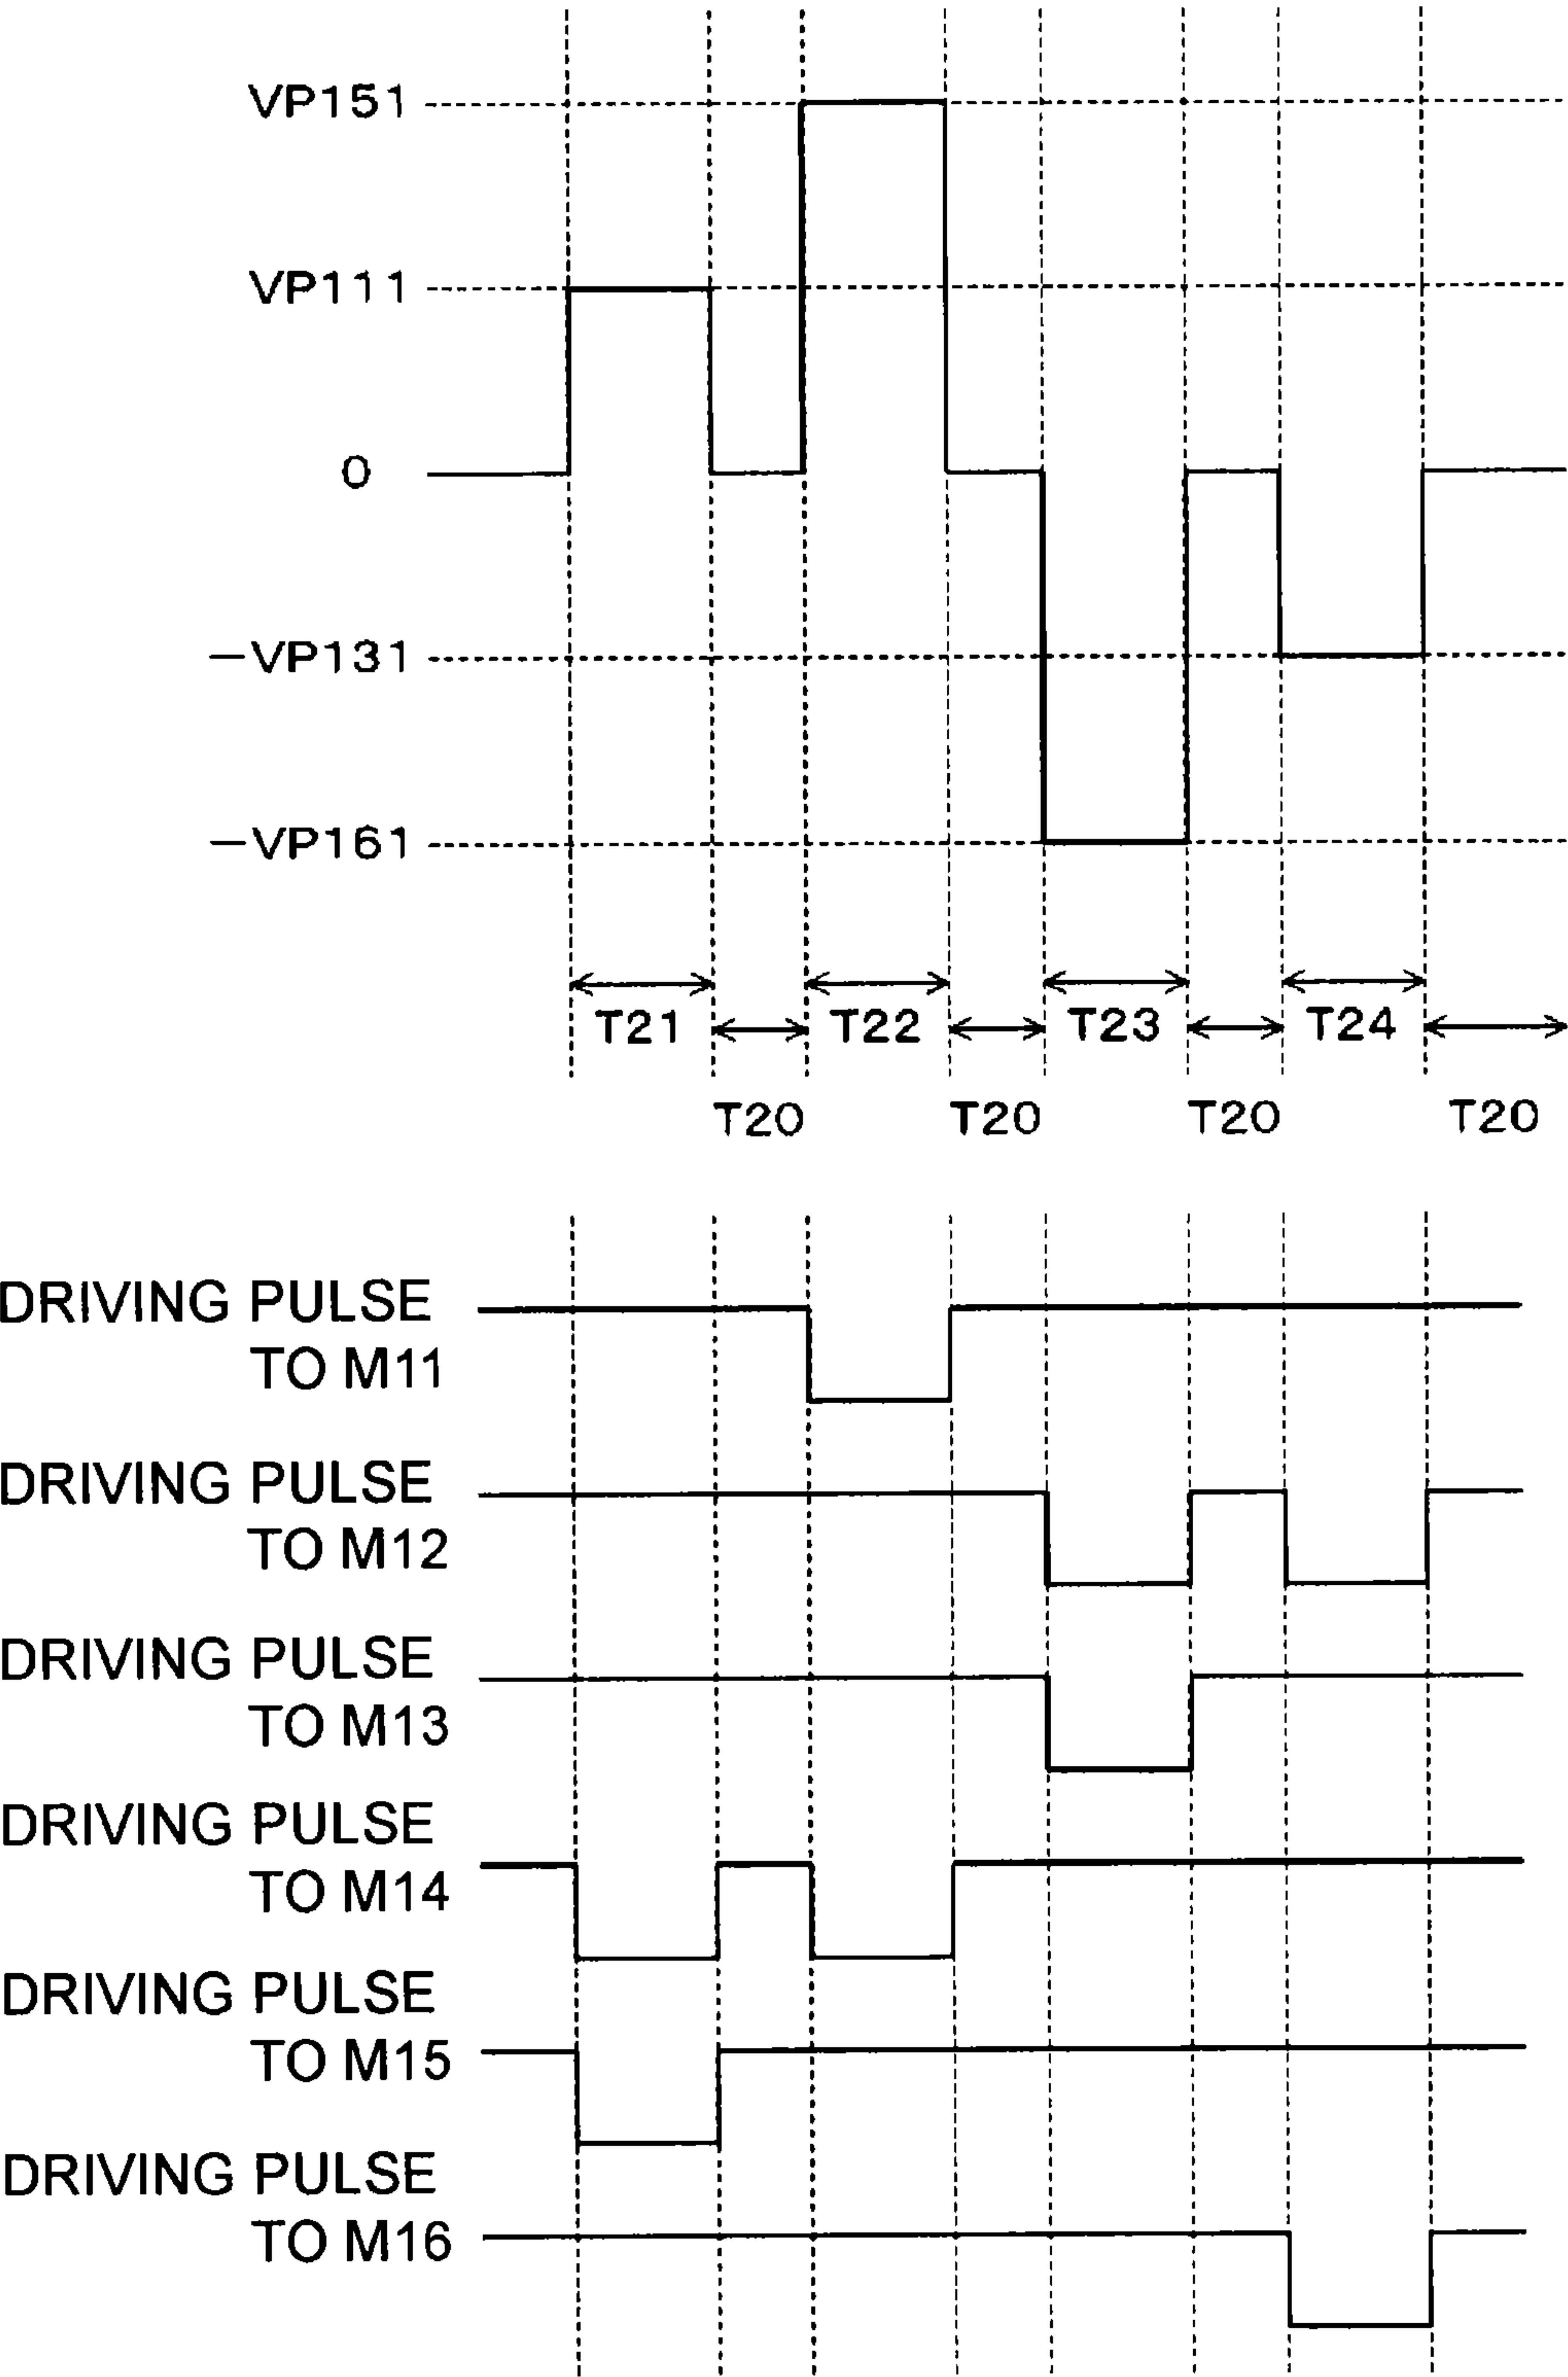 VP151
VP111
0
−VP131
−VP161
T21 T22 T23 T24
T20 T20 T20 T20
DRIVING PULSE
TO M11
DRIVING PULSE
TO M12
DRIVING PULSE
TO M13
DRIVING PULSE
TO M14
DRIVING PULSE
TO M15
DRIVING PULSE
TO M16